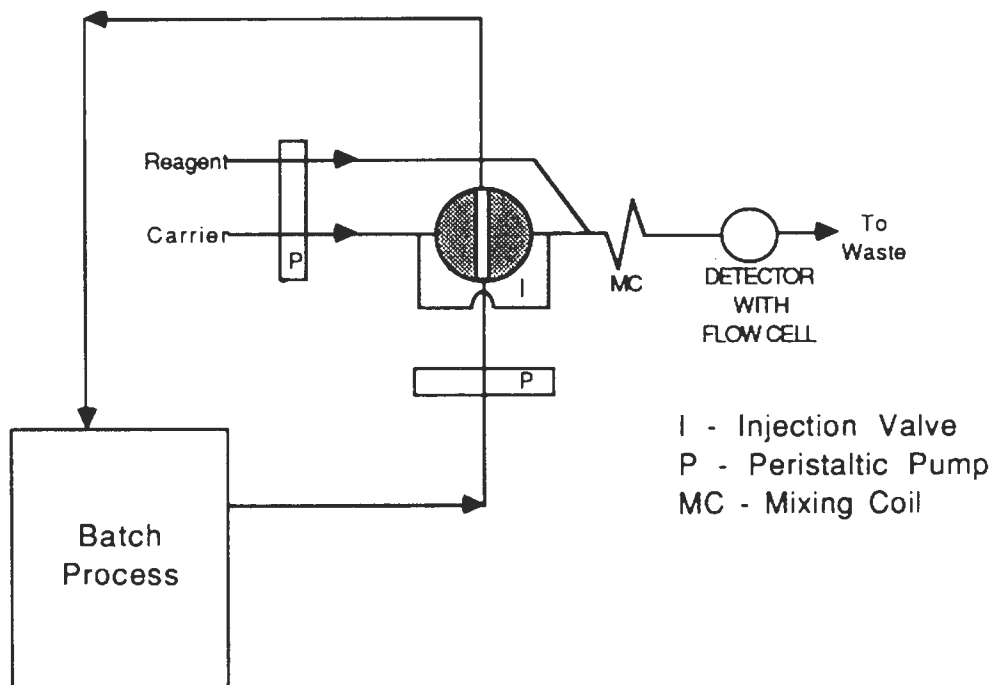 Reagent
Carrier
P
I
MC
DETECTOR
WITH
FLOW CELL
To
Waste
P
I - Injection Valve
P - Peristaltic Pump
MC - Mixing Coil
Batch
Process